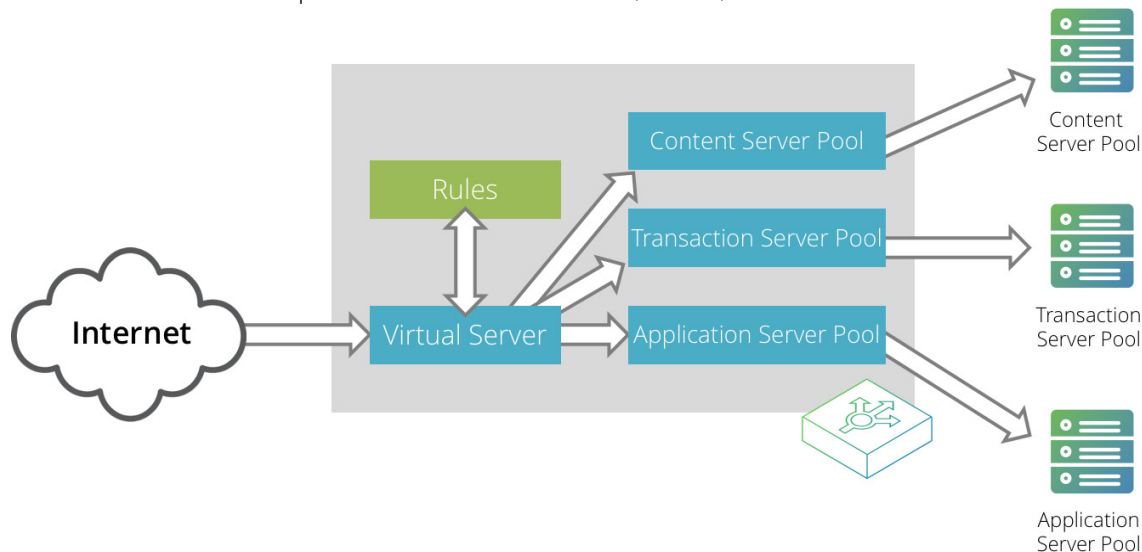 Content
Server Pool
Content Server Pool
Rules
Transaction Server Pool
Internet
Virtual Server
Application Server Pool
Transaction
Server Pool
Application
Server Pool